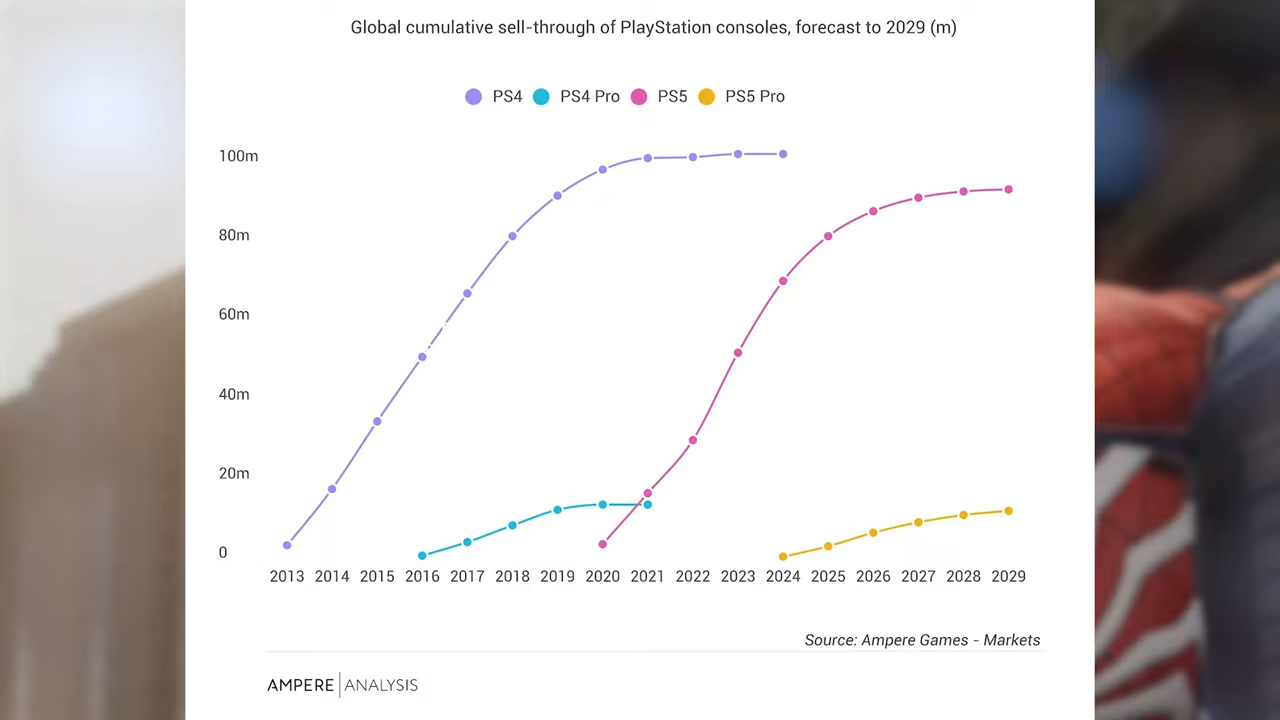 Global cumulative sell-through of PlayStation consoles, forecast to 2029 (m)
PS4 PS4 Pro PS5 PS5 Pro
100m
80m
60m
40m
20m
0
2013 2014 2015 2016 2017 2018 2019 2020 2021 2022 2023 2024 2025 2026 2027 2028 2029
Source: Ampere Games - Markets
AMPERE ANALYSIS